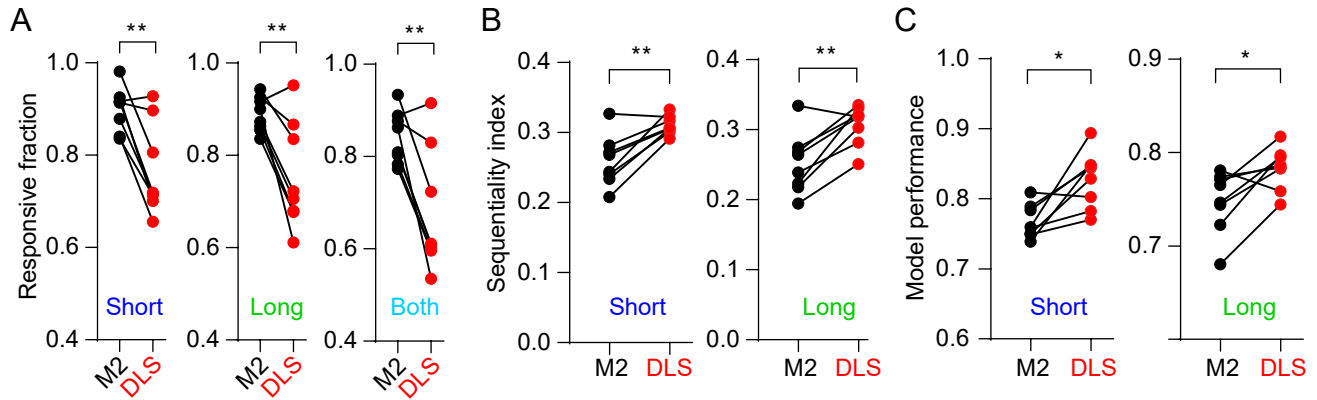 A
**
**
**
Responsive fraction
1.0
0.8
0.6
0.4
Short
M2
DLS
1.0
0.8
0.6
0.4
Long
M2
DLS
1.0
0.8
0.6
0.4
Both
M2
DLS
B
**
**
Sequentiality index
0.4
0.3
0.2
0.1
0.0
Short
M2 DLS
0.4
0.3
0.2
0.1
0.0
Long
M2 DLS
C
*
*
Model performance
1.0
0.9
0.8
0.7
0.6
Short
M2 DLS
0.9
0.8
0.7
Long
M2 DLS